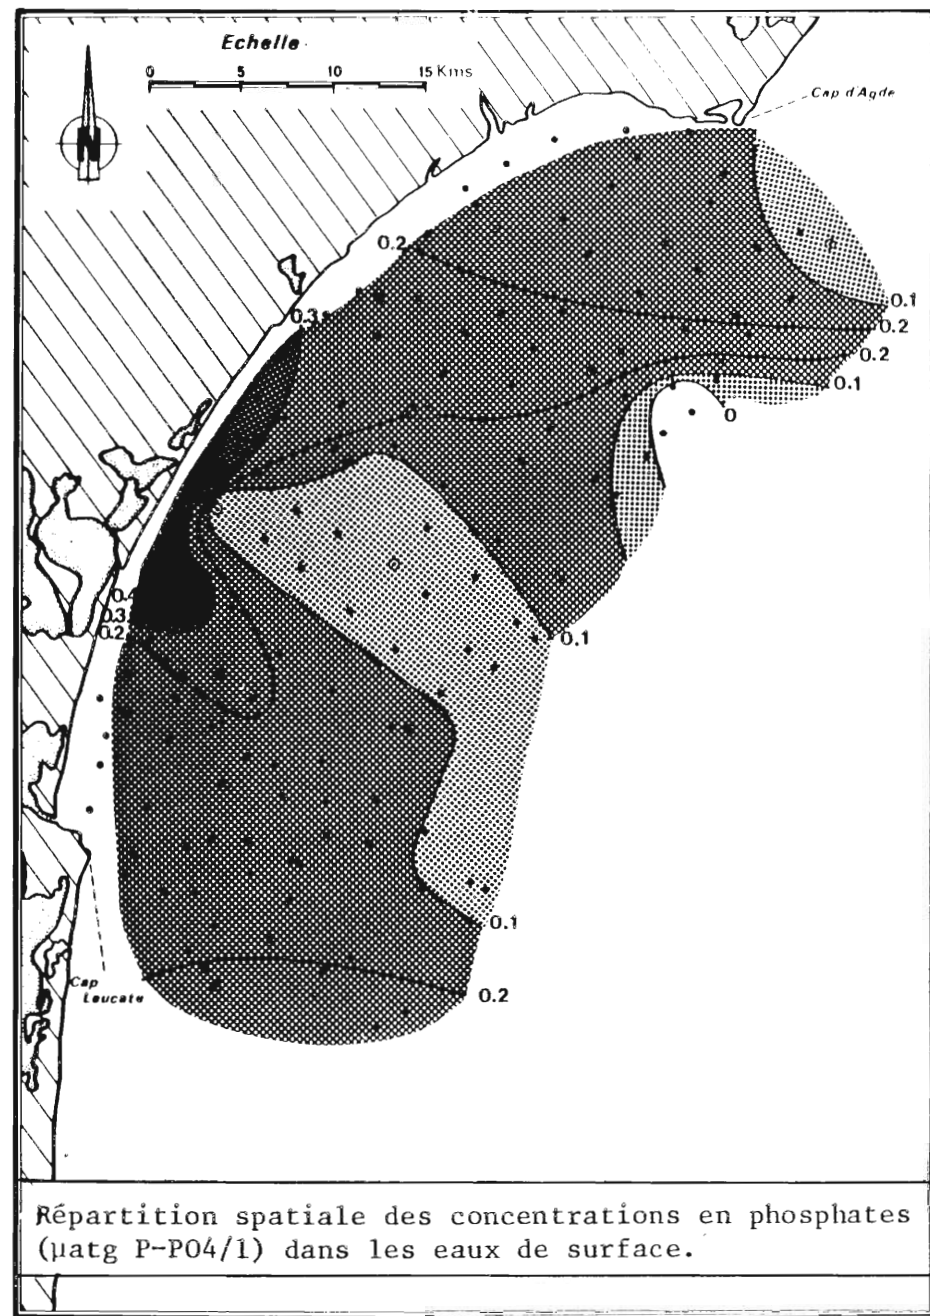 Echelle
0 5 10 15 Kms
Cap d'Agde
N
0.2
0.3
0.1
0.2
0.2
0.1
0
0.4
0.3
0.2
0.1
0.1
Cap
Leucate
0.2
Répartition spatiale des concentrations en phosphates
(µatg P-PO4/l) dans les eaux de surface.